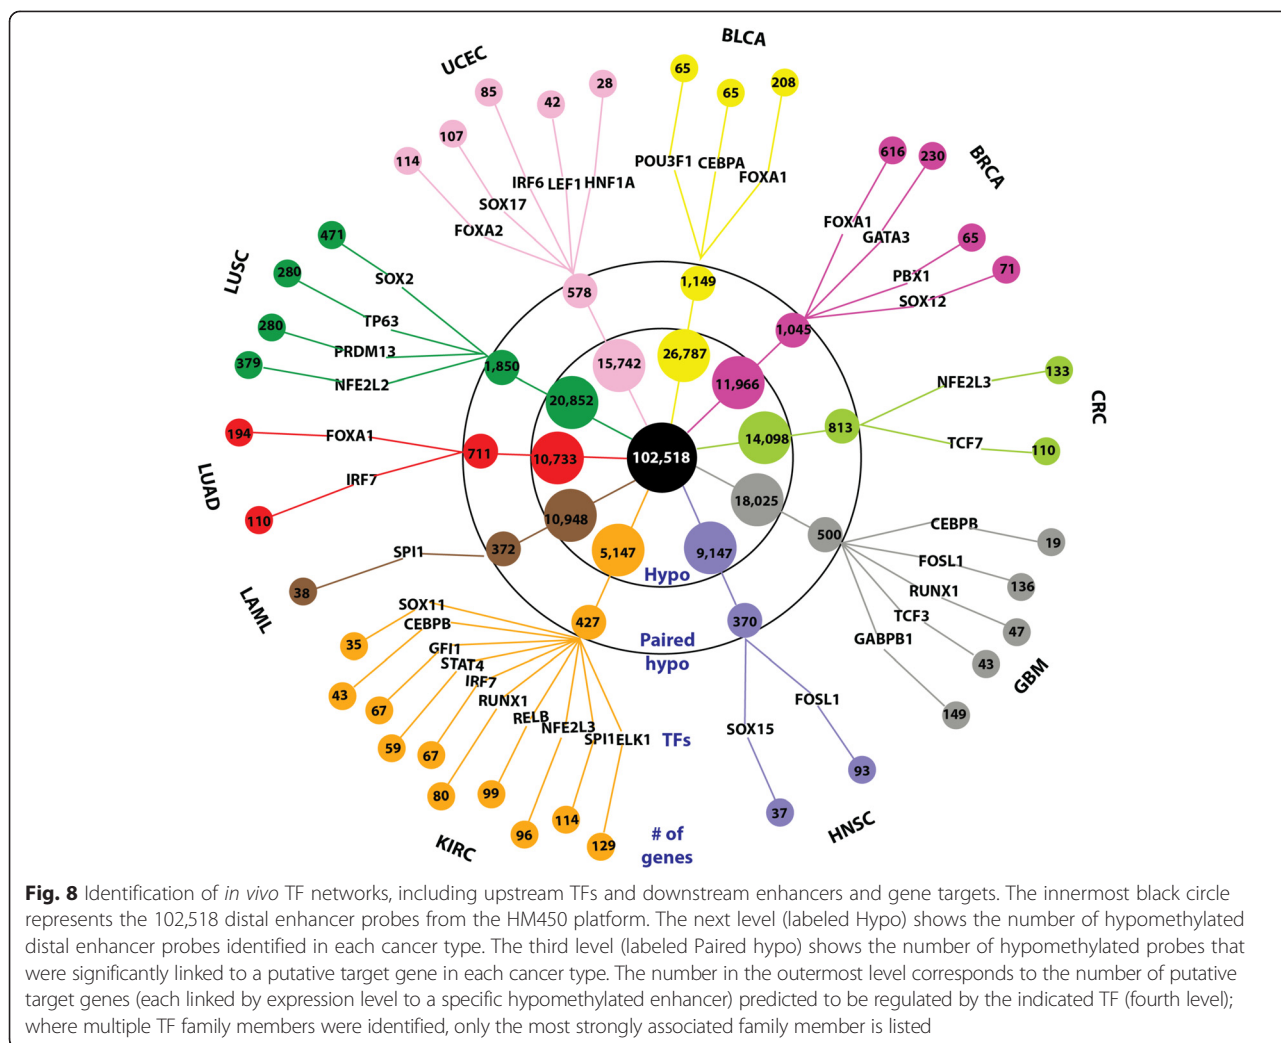 BLCA
UCEC
65
208
28
85
65
42
107
114
616
230
BRCA
POU3F1
CEBPA
FOXA1
IRF6
LEF1
HNF1A
SOX17
FOXA2
FOXA1
GATA3
65
PBX1
71
SOX12
LUSC
471
280
SOX2
280
TP63
379
PRDM13
NFE2L2
578
1,149
1,045
1,850
15,742
26,787
11,966
20,852
NFE2L3
133
CRC
813
14,098
TCF7
110
102,518
194
FOXA1
711
10,733
LUAD
IRF7
110
18,025
500
CEBPB
19
FOSL1
136
RUNX1
47
TCF3
43
GABPB1
149
GBM
10,948
372
SPI1
38
LAML
5,147
9,147
Hypo
427
370
Paired
hypo
SOX11
CEBPB
35
GFI1
STAT4
43
IRF7
67
RUNX1
59
RELB
67
NFE2L3
80
SPI1
ELK1
99
TFs
96
114
129
KIRC
# of
genes
SOX15
FOSL1
93
37
HNSC
Fig. 8 Identification of in vivo TF networks, including upstream TFs and downstream enhancers and gene targets. The innermost black circle
represents the 102,518 distal enhancer probes from the HM450 platform. The next level (labeled Hypo) shows the number of hypomethylated
distal enhancer probes identified in each cancer type. The third level (labeled Paired hypo) shows the number of hypomethylated probes that
were significantly linked to a putative target gene in each cancer type. The number in the outermost level corresponds to the number of putative
target genes (each linked by expression level to a specific hypomethylated enhancer) predicted to be regulated by the indicated TF (fourth level);
where multiple TF family members were identified, only the most strongly associated family member is listed